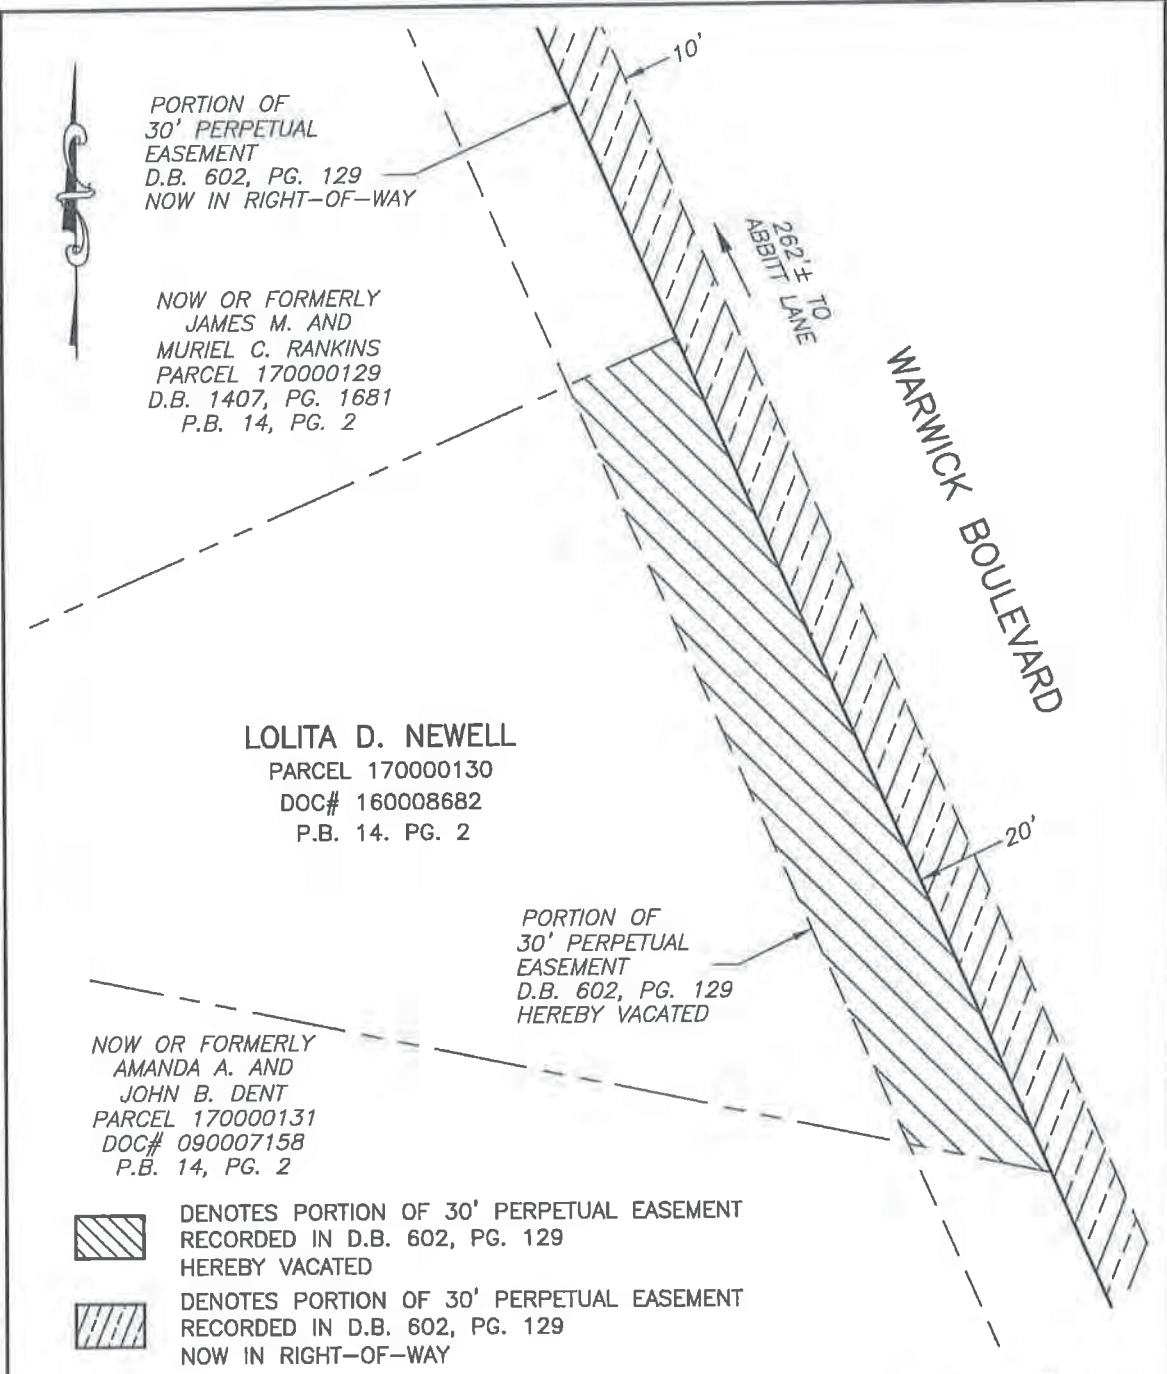 10'
PORTION OF
30' PERPETUAL
EASEMENT
D.B. 602, PG. 129
NOW IN RIGHT-OF-WAY
262'± TO
ABBITT LANE
NOW OR FORMERLY
JAMES M. AND
MURIEL C. RANKINS
PARCEL 170000129
D.B. 1407, PG. 1681
P.B. 14, PG. 2
WARWICK BOULEVARD
LOLITA D. NEWELL
PARCEL 170000130
DOC# 160008682
P.B. 14. PG. 2
20'
PORTION OF
30' PERPETUAL
EASEMENT
D.B. 602, PG. 129
HEREBY VACATED
NOW OR FORMERLY
AMANDA A. AND
JOHN B. DENT
PARCEL 170000131
DOC# 090007158
P.B. 14, PG. 2
DENOTES PORTION OF 30' PERPETUAL EASEMENT
RECORDED IN D.B. 602, PG. 129
HEREBY VACATED
DENOTES PORTION OF 30' PERPETUAL EASEMENT
RECORDED IN D.B. 602, PG. 129
NOW IN RIGHT-OF-WAY